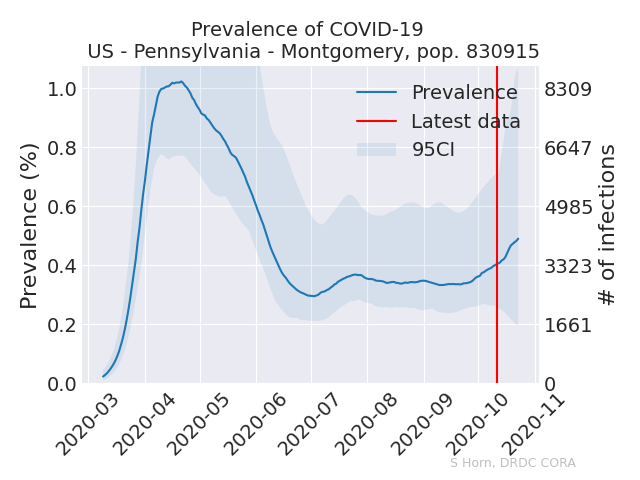 Prevalence of COVID-19
US - Pennsylvania - Montgomery, pop. 830915
Prevalence (%)
1.0
0.8
0.6
0.4
0.2
0.0
Prevalence
Latest data
95CI
8309
6647
4985
3323
1661
0
# of infections
2020-03
2020-04
2020-05
2020-06
2020-07
2020-08
2020-09
2020-10
2020-11
S Horn, DRDC CORA